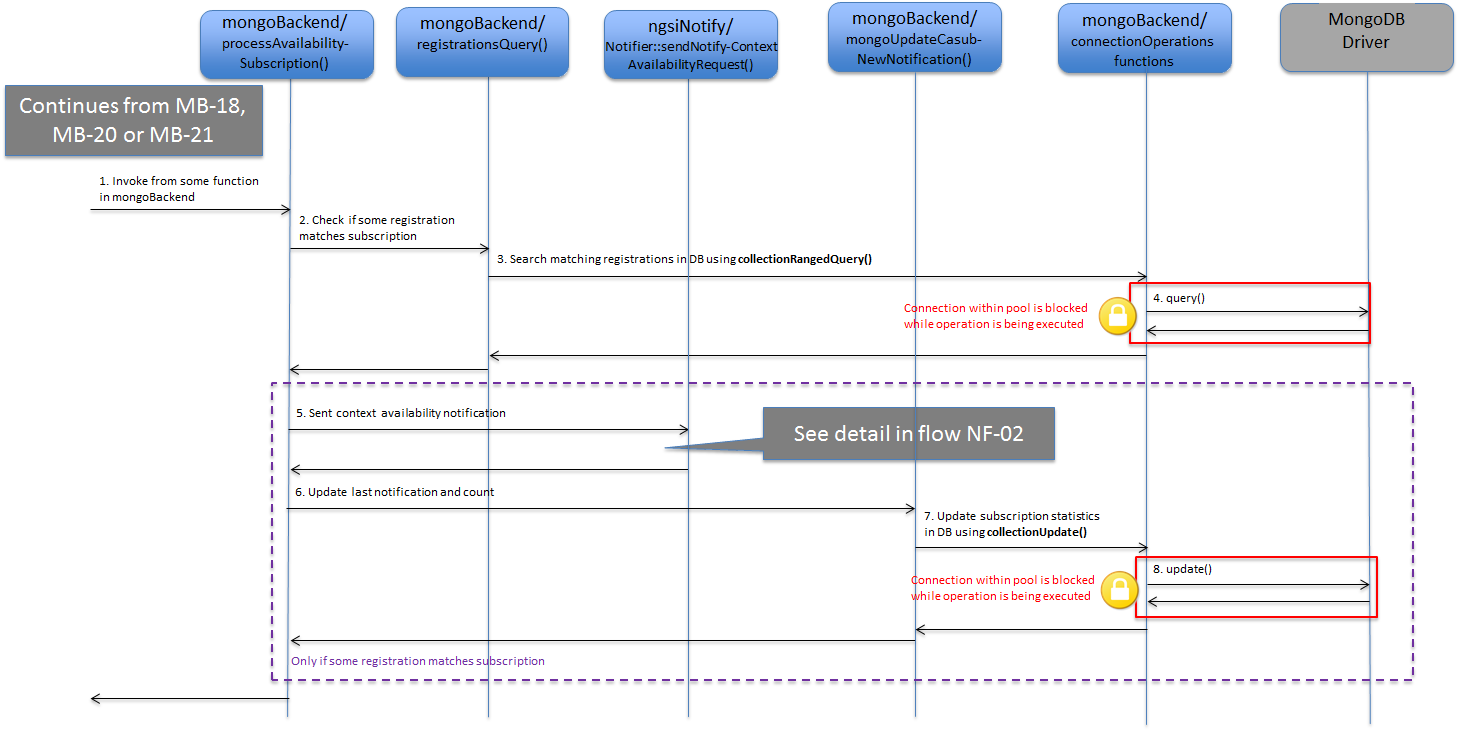 mongoBackend/
processAvailability-
Subscription()
mongoBackend/
registrationsQuery()
ngsiNotify/
Notifier::sendNotify-Context
AvailabilityRequest()
mongoBackend/
mongoUpdateCasub-
NewNotification()
mongoBackend/
connectionOperations
functions
MongoDB
Driver
Continues from MB-18,
MB-20 or MB-21
1. Invoke from some function
in mongoBackend
2. Check if some registration
matches subscription
3. Search matching registrations in DB using collectionRangedQuery()
Connection within pool is blocked
while operation is being executed
4. query()
5. Sent context availability notification
See detail in flow NF-02
6. Update last notification and count
7. Update subscription statistics
in DB using collectionUpdate()
Connection within pool is blocked
while operation is being executed
8. update()
Only if some registration matches subscription